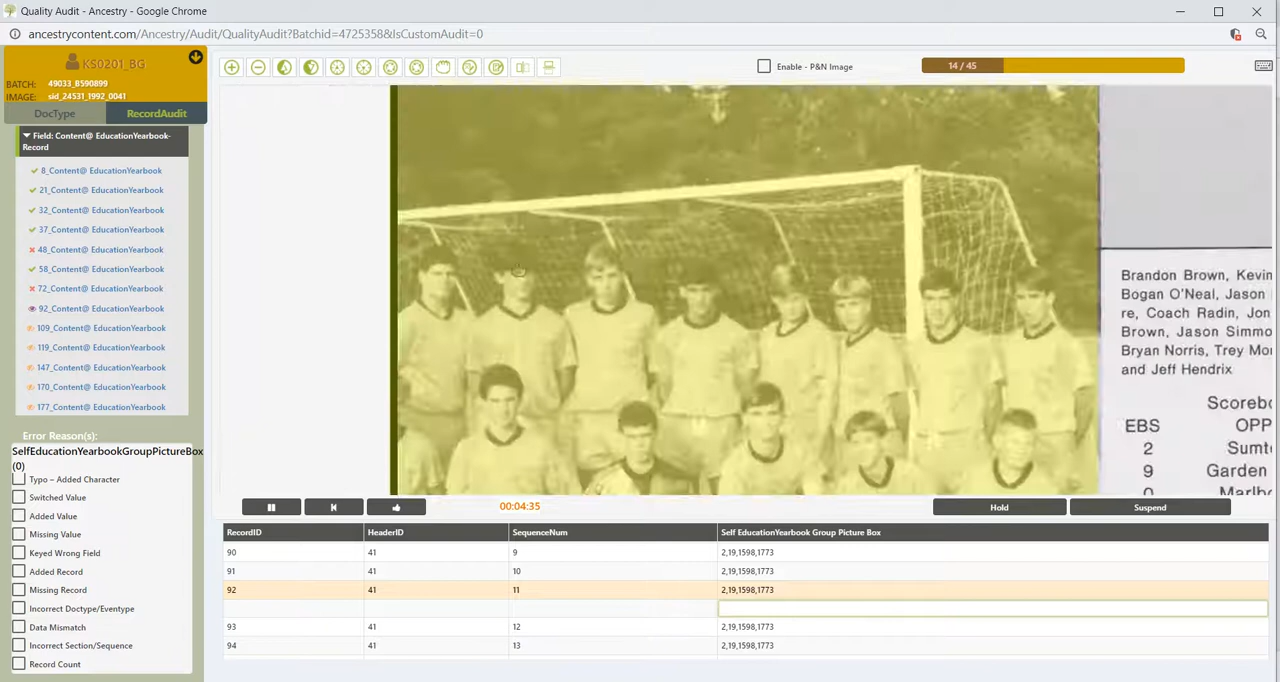 Quality Audit - Ancestry - Google Chrome
ancestrycontent.com/Ancestry/Audit/QualityAudit?Batchid=4725358&IsCustomAudit=0
KS0201_BG
BATCH: 49033_B590899
IMAGE: sid_24531_1992_0041
DocType RecordAudit
Enable - P&N Image
14 / 45
Field: Content@ EducationYearbook-
Record
8_Content@ EducationYearbook
21_Content@ EducationYearbook
32_Content@ EducationYearbook
37_Content@ EducationYearbook
48_Content@ EducationYearbook
58_Content@ EducationYearbook
72_Content@ EducationYearbook
92_Content@ EducationYearbook
109_Content@ EducationYearbook
119_Content@ EducationYearbook
147_Content@ EducationYearbook
170_Content@ EducationYearbook
177_Content@ EducationYearbook
Error Reason(s):
SelfEducationYearbookGroupPictureBox
(0)
Typo – Added Character
Switched Value
Added Value
Missing Value
Keyed Wrong Field
Added Record
Missing Record
Incorrect Doctype/Eventype
Data Mismatch
Incorrect Section/Sequence
Record Count
Brandon Brown, Kevin
Bogan O'Neal, Jason
re, Coach Radin, Jon
Brown, Jason Simmo
Bryan Norris, Trey Mo
and Jeff Hendrix
Scorebo
EBS OPP
2 Sumt
9 Garden
0 Marlb
00:04:35
Hold Suspend
RecordID HeaderID SequenceNum Self EducationYearbook Group Picture Box
90 41 9 2,19,1598,1773
91 41 10 2,19,1598,1773
92 41 11 2,19,1598,1773
93 41 12 2,19,1598,1773
94 41 13 2,19,1598,1773